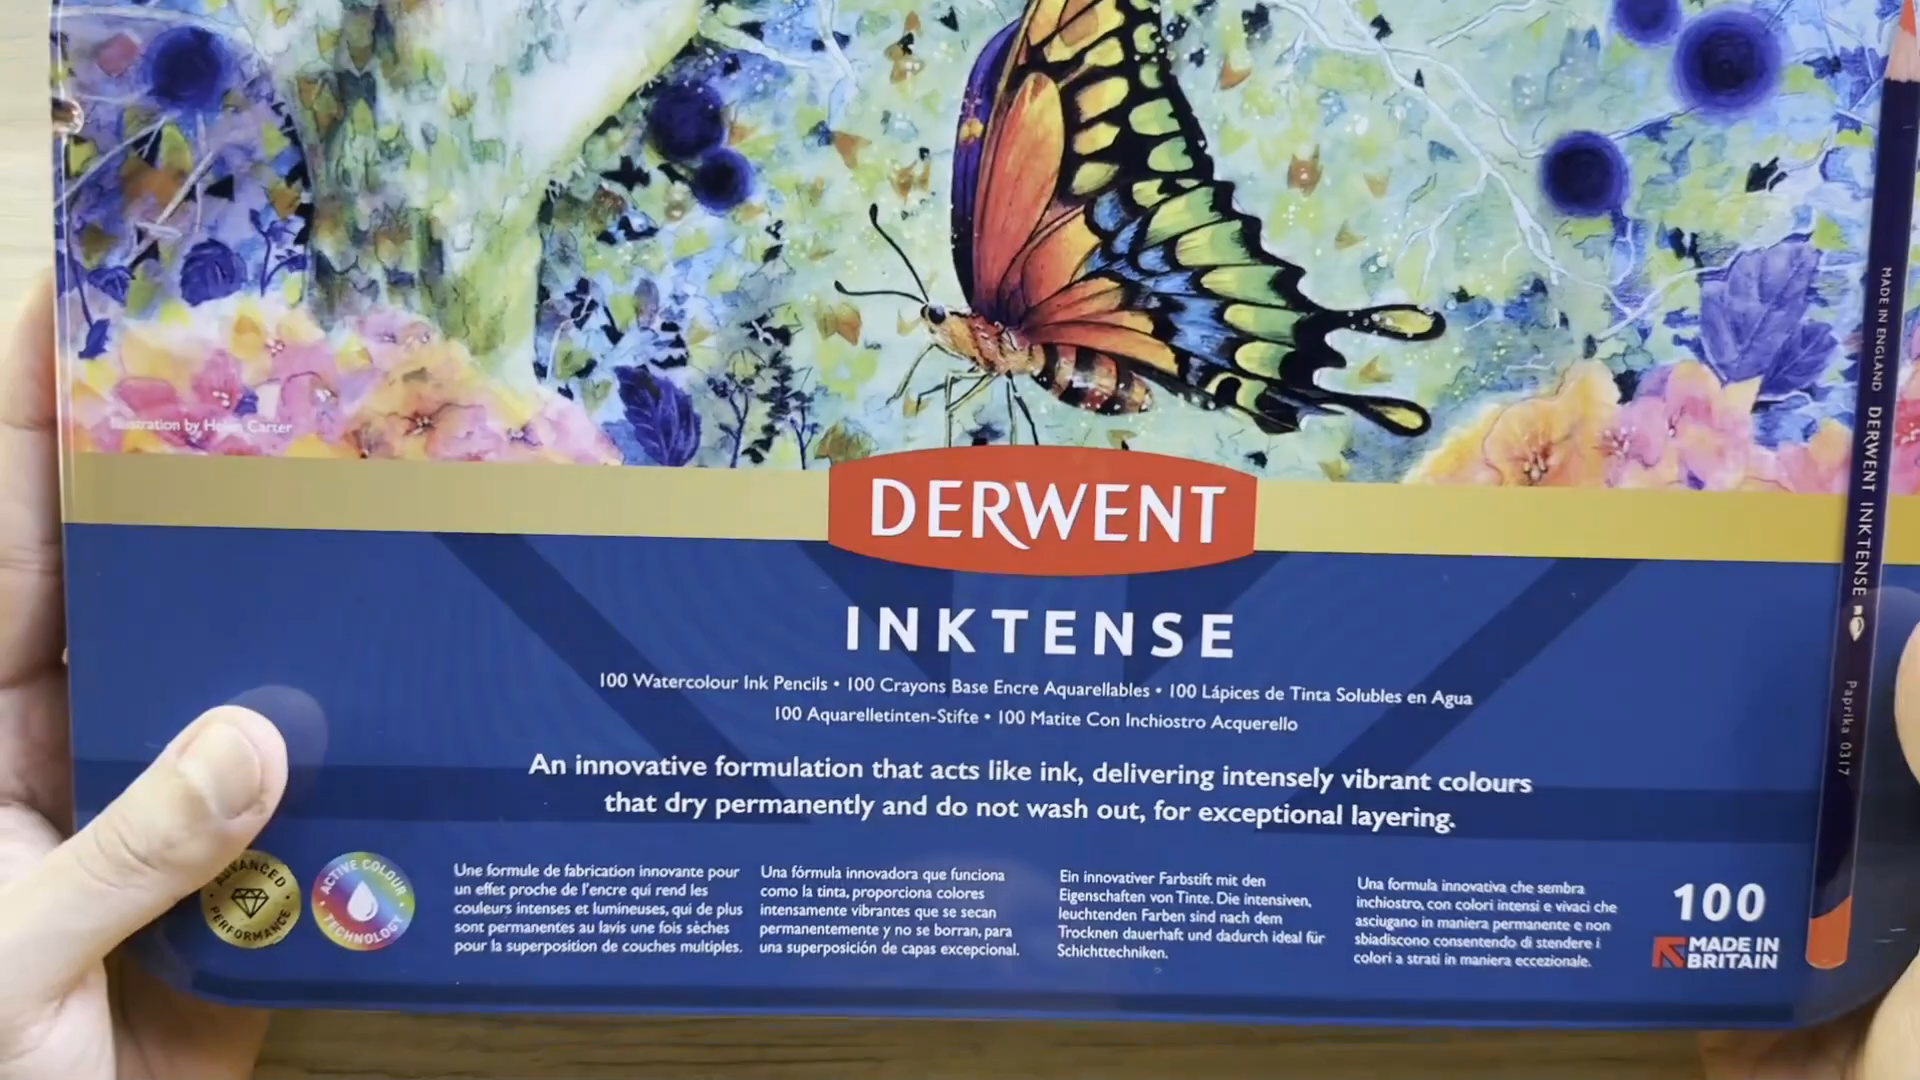 Illustration by Helen Carter
DERWENT
INKTENSE
100 Watercolour Ink Pencils • 100 Crayons Base Encre Aquarellables • 100 Lápices de Tinta Solubles en Agua
100 Aquarelletinten-Stifte • 100 Matite Con Inchiostro Acquerello
An innovative formulation that acts like ink, delivering intensely vibrant colours
that dry permanently and do not wash out, for exceptional layering.
ADVANCED
PERFORMANCE
ACTIVE COLOUR
TECHNOLOGY
Une formule de fabrication innovante pour
un effet proche de l'encre qui rend les
couleurs intenses et lumineuses, qui de plus
sont permanentes au lavis une fois sèches
pour la superposition de couches multiples.
Una fórmula innovadora que funciona
como la tinta, proporciona colores
intensamente vibrantes que se secan
permanentemente y no se borran, para
una superposición de capas excepcional.
Ein innovativer Farbstift mit den
Eigenschaften von Tinte. Die intensiven,
leuchtenden Farben sind nach dem
Trocknen dauerhaft und dadurch ideal für
Schichttechniken.
Una formula innovativa che sembra
inchiostro, con colori intensi e vivaci che
asciugano in maniera permanente e non
sbiadiscono consentendo di stendere i
colori a strati in maniera eccezionale.
100
MADE IN
BRITAIN
MADE IN ENGLAND DERWENT INKTENSE Paprika 0317